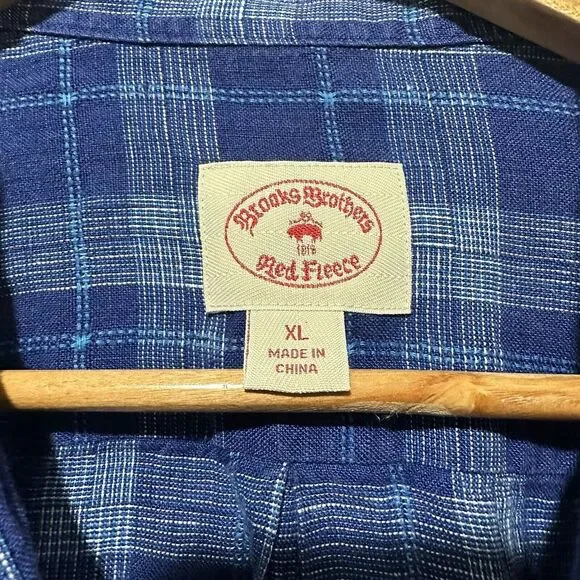 Brooks Brothers
1818
Red Fleece
XL
MADE IN
CHINA